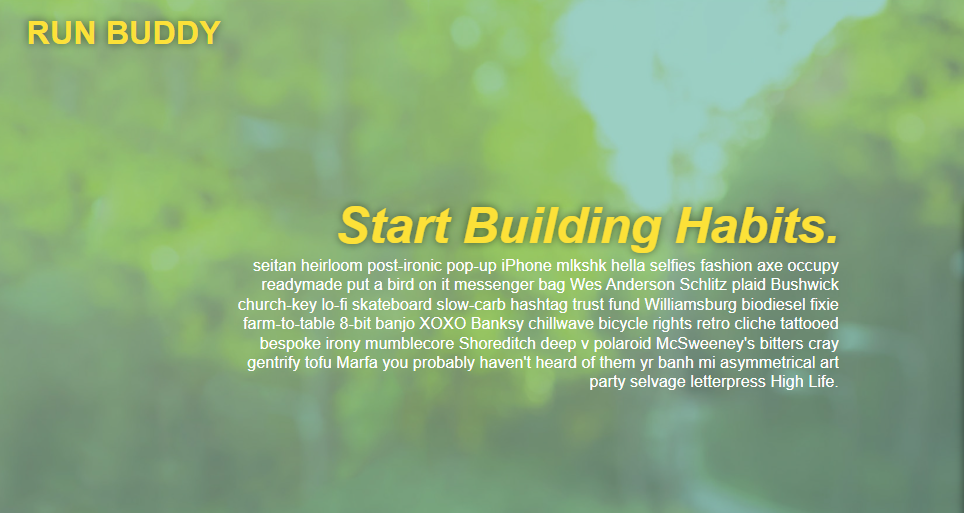 RUN BUDDY
Start Building Habits.
seitan heirloom post-ironic pop-up iPhone mlkshk hella selfies fashion axe occupy
readymade put a bird on it messenger bag Wes Anderson Schlitz plaid Bushwick
church-key lo-fi skateboard slow-carb hashtag trust fund Williamsburg biodiesel fixie
farm-to-table 8-bit banjo XOXO Banksy chillwave bicycle rights retro cliche tattooed
bespoke irony mumblecore Shoreditch deep v polaroid McSweeney's bitters cray
gentrify tofu Marfa you probably haven't heard of them yr banh mi asymmetrical art
party selvage letterpress High Life.